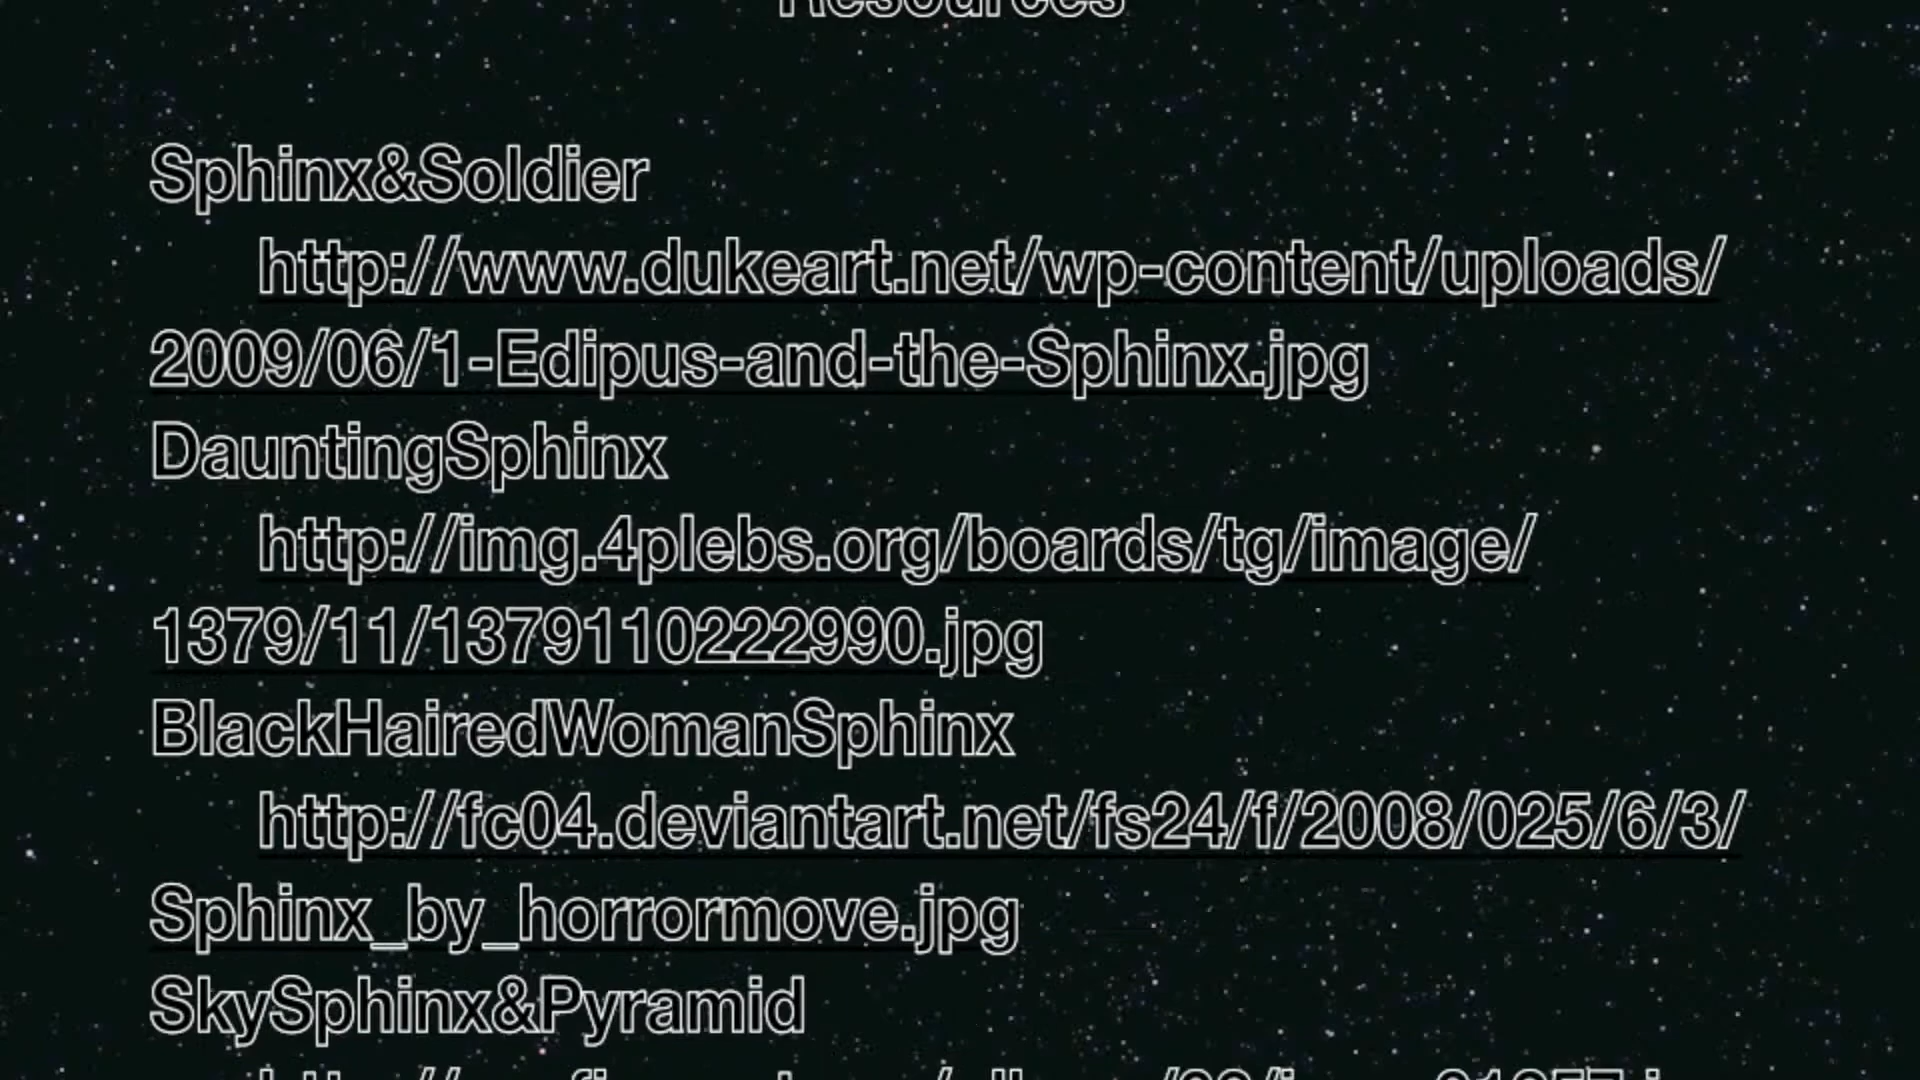 Resources
Sphinx&Soldier
http://www.dukeart.net/wp-content/uploads/
2009/06/1-Edipus-and-the-Sphinx.jpg
DauntingSphinx
http://img.4plebs.org/boards/tg/image/
1379/11/1379110222990.jpg
BlackHairedWomanSphinx
http://fc04.deviantart.net/fs24/f/2008/025/6/3/
Sphinx_by_horrormove.jpg
SkySphinx&Pyramid